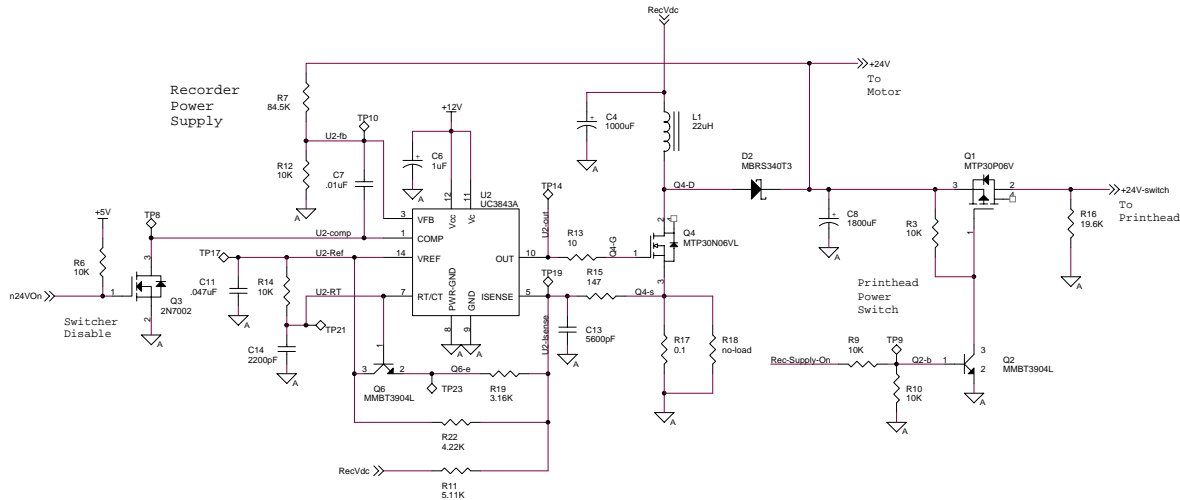 RecVdc
+24V
To
Motor
Recorder
Power
Supply
R7
84.5K
TP10
U2-fb
+12V
C4
1000uF
L1
22uH
R12
10K
C7
.01uF
C6
1uF
D2
MBRS340T3
Q1
MTP30P06V
U2
UC3843A
TP14
Q4-D
3
2
4
1
+24V-switch
To
Printhead
+5V
TP8
U2-comp
12
11
Vcc
Vc
3
VFB
1
COMP
14
VREF
7
RT/CT
OUT
10
ISENSE
5
PWR-GND
GND
8
9
U2-out
R13
10
Q4-G
2
4
1
3
Q4
MTP30N06VL
C8
1800uF
R3
10K
R16
19.6K
R6
10K
TP17
U2-Ref
TP19
R15
147
Q4-s
n24VOn
3
1
2
Q3
2N7002
Switcher
Disable
C11
.047uF
R14
10K
U2-RT
TP21
C14
2200pF
U2-Isense
C13
5600pF
R17
0.1
R18
no-load
Printhead
Power
Switch
Rec-Supply-On
R9
10K
TP9
Q2-b
1
3
2
Q2
MMBT3904L
R10
10K
1
3
2
Q6-e
Q6
MMBT3904L
TP23
R19
3.16K
R22
4.22K
RecVdc
R11
5.11K
A
A
A
A
A
A
A
A
A
A
A
A
A
A